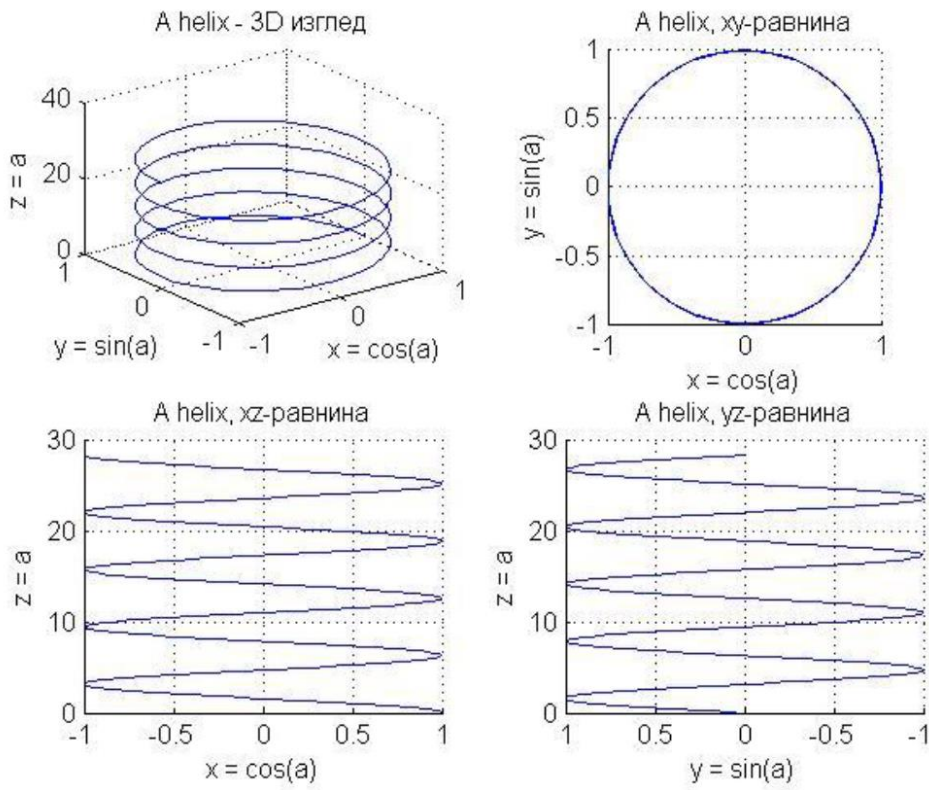 A helix - 3D изглед
40
20
0
z = a
1
0
-1
y = sin(a)
-1
0
1
x = cos(a)
A helix, xy-равнина
1
0.5
0
-0.5
-1
y = sin(a)
-1
0
1
x = cos(a)
A helix, xz-равнина
30
20
10
0
z = a
-1
-0.5
0
0.5
1
x = cos(a)
A helix, yz-равнина
30
20
10
0
z = a
1
0.5
0
-0.5
-1
y = sin(a)